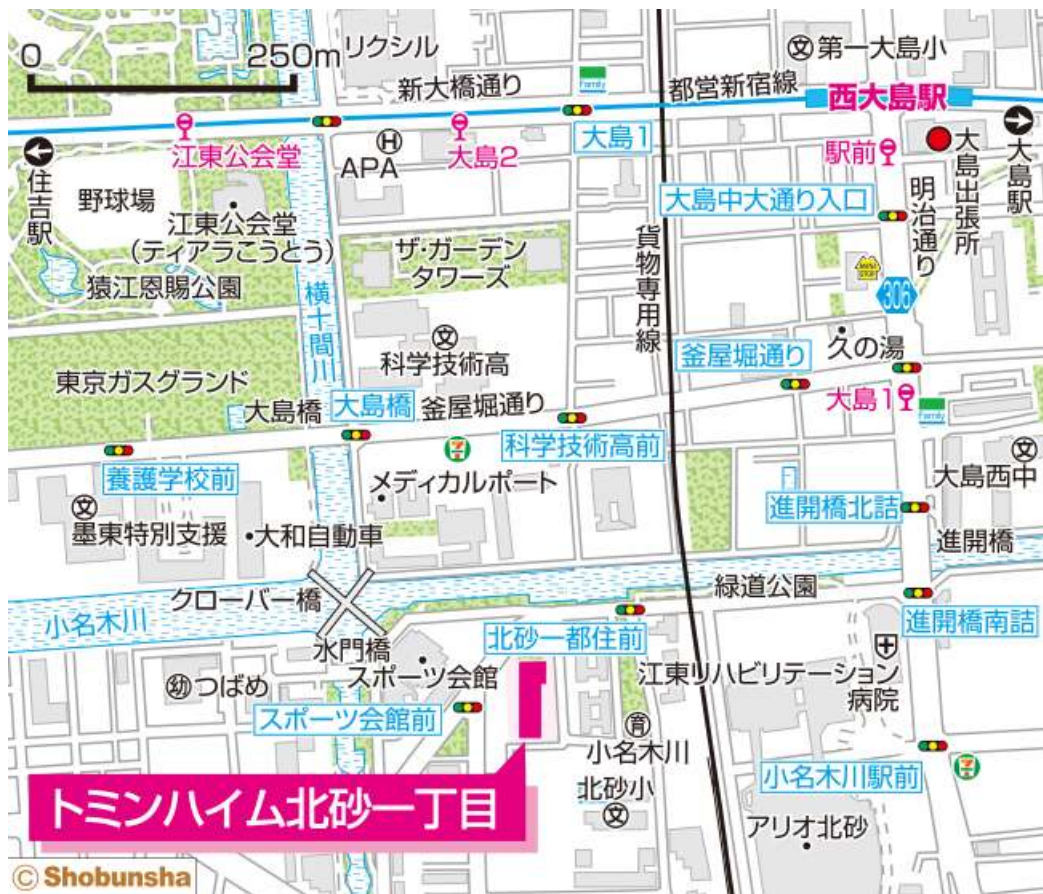 0 250m
リクシル
文 第一大島小
新大橋通り
Family
都営新宿線
西大島駅
江東公会堂
H
APA
大島2
大島1
駅前
大島出張所
大島駅
住吉駅
野球場
江東公会堂
(ティアラこうとう)
猿江恩賜公園
横十間川
ザ・ガーデン
タワーズ
貨物専用線
大島中大通り入口
明治通り
MINI
STOP
306
文
科学技術高
釜屋堀通り
久の湯
東京ガスグランド
大島橋
大島橋
釜屋堀通り
大島1
Family
科学技術高前
養護学校前
7
メディカルポート
文
大島西中
文
墨東特別支援
大和自動車
進開橋北詰
進開橋
クローバー橋
小名木川
緑道公園
水門橋
北砂一都住前
進開橋南詰
スポーツ会館
江東リハビリテーション
病院
幼 つばめ
スポーツ会館前
育
小名木川
小名木川駅前
7
北砂小
文
トミンハイム北砂一丁目
アリオ北砂
© Shobunsha